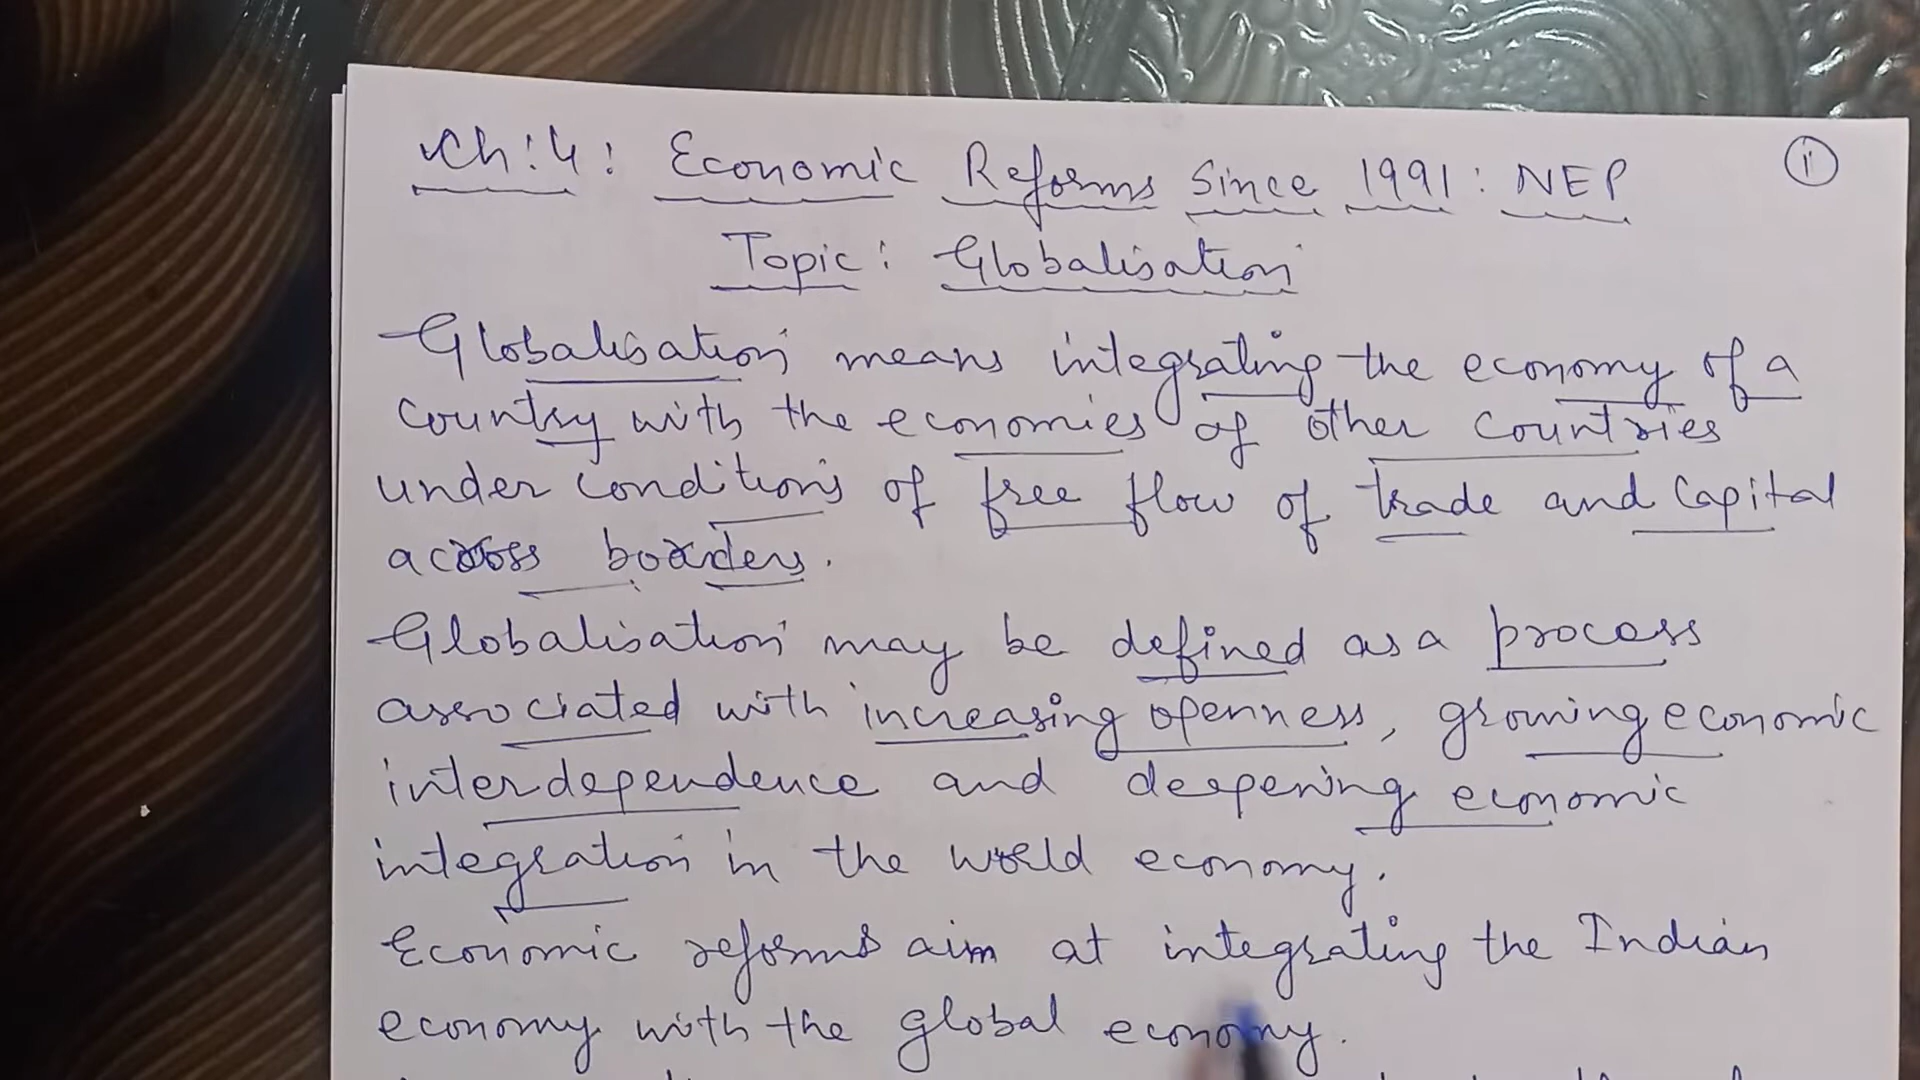 Ch:4: Economic Reforms Since 1991: NEP
Topic: Globalisation
Globalisation means integrating the economy of a
country with the economies of other countries
under conditions of free flow of trade and capital
across boarders.
Globalisation may be defined as a process
associated with increasing openness, growing economic
interdependence and deepening economic
integration in the world economy.
Economic reforms aim at integrating the Indian
economy with the global economy.